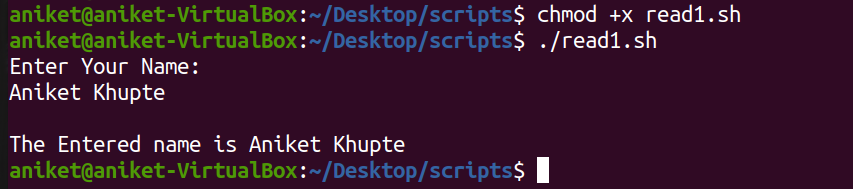 aniket@aniket-VirtualBox:~/Desktop/scripts$ chmod +x read1.sh
aniket@aniket-VirtualBox:~/Desktop/scripts$ ./read1.sh
Enter Your Name:
Aniket Khupte
The Entered name is Aniket Khupte
aniket@aniket-VirtualBox:~/Desktop/scripts$